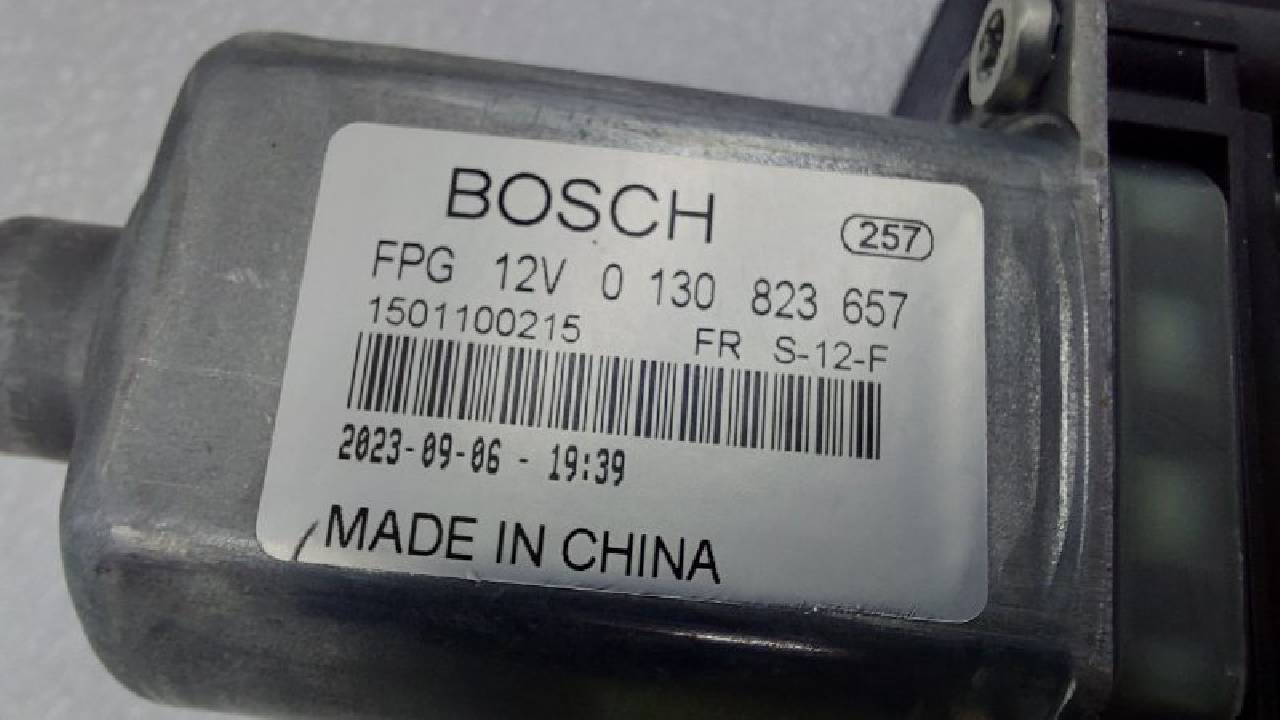 BOSCH
257
FPG 12V 0 130 823 657
1501100215 FR S-12-F
2023-09-06 - 19:39
MADE IN CHINA